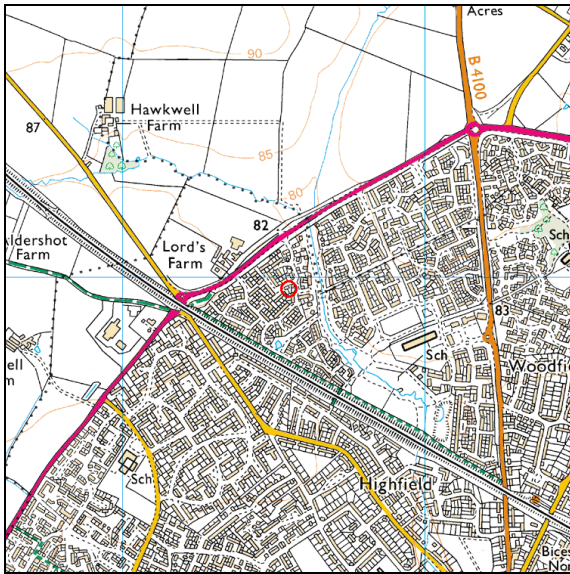 Acres
90
B 4100
Hawkwell
Farm
87
85
80
82
ldershot
Farm
Lord's
Farm
Sch
83
Sch
ell
m
Woodfi
Sch
Highfield
Bices
Nor